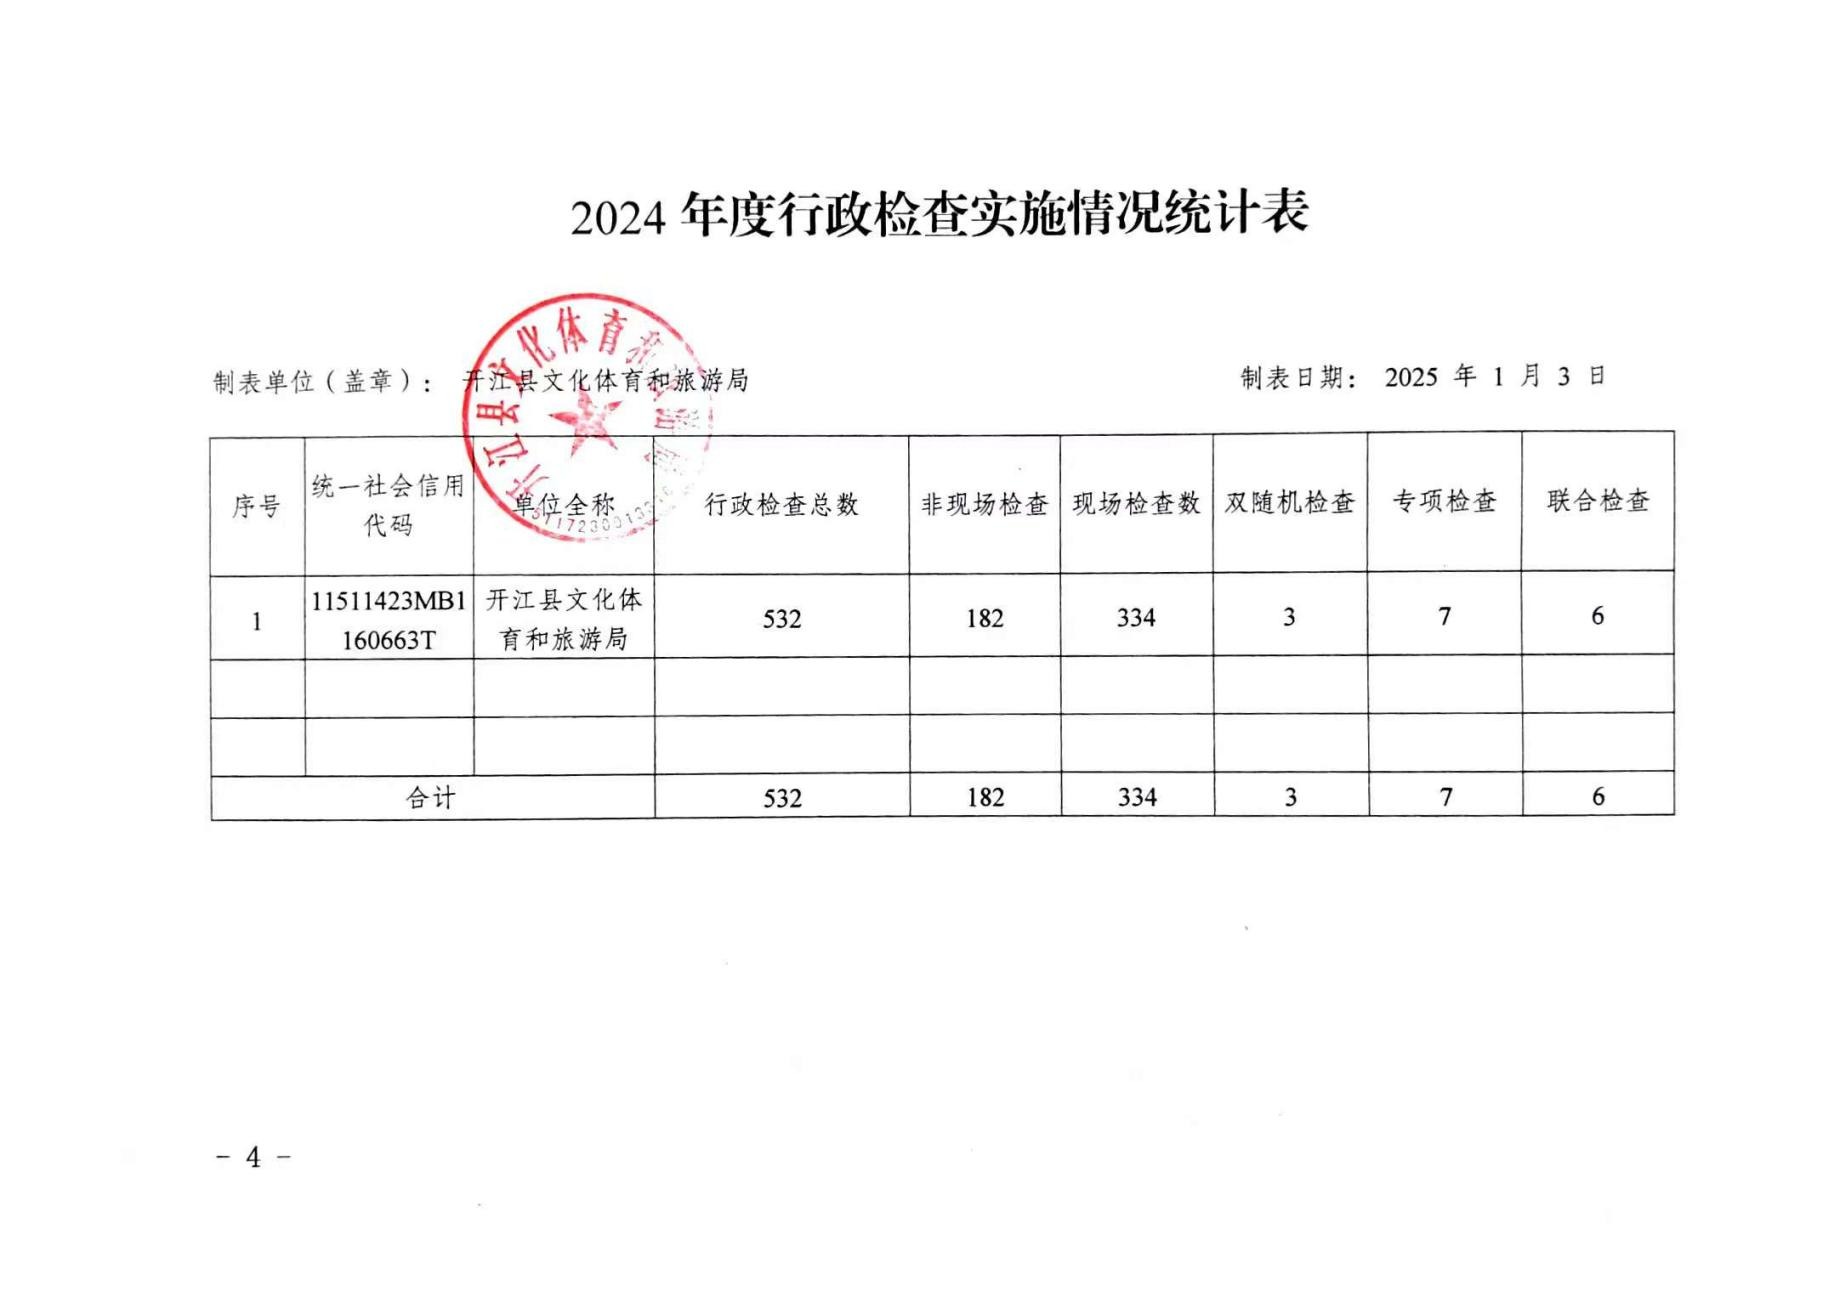 2024 年度行政检查实施情况统计表
开江县文化体育和旅游局
制表单位(盖章): 开江县文化体育和旅游局 制表日期: 2025 年 1 月 3 日
序号 统一社会信用代码 单位全称 行政检查总数 非现场检查 现场检查数 双随机检查 专项检查 联合检查
1 11511423MB1160663T 开江县文化体育和旅游局 532 182 334 3 7 6
合计 532 182 334 3 7 6
- 4 -